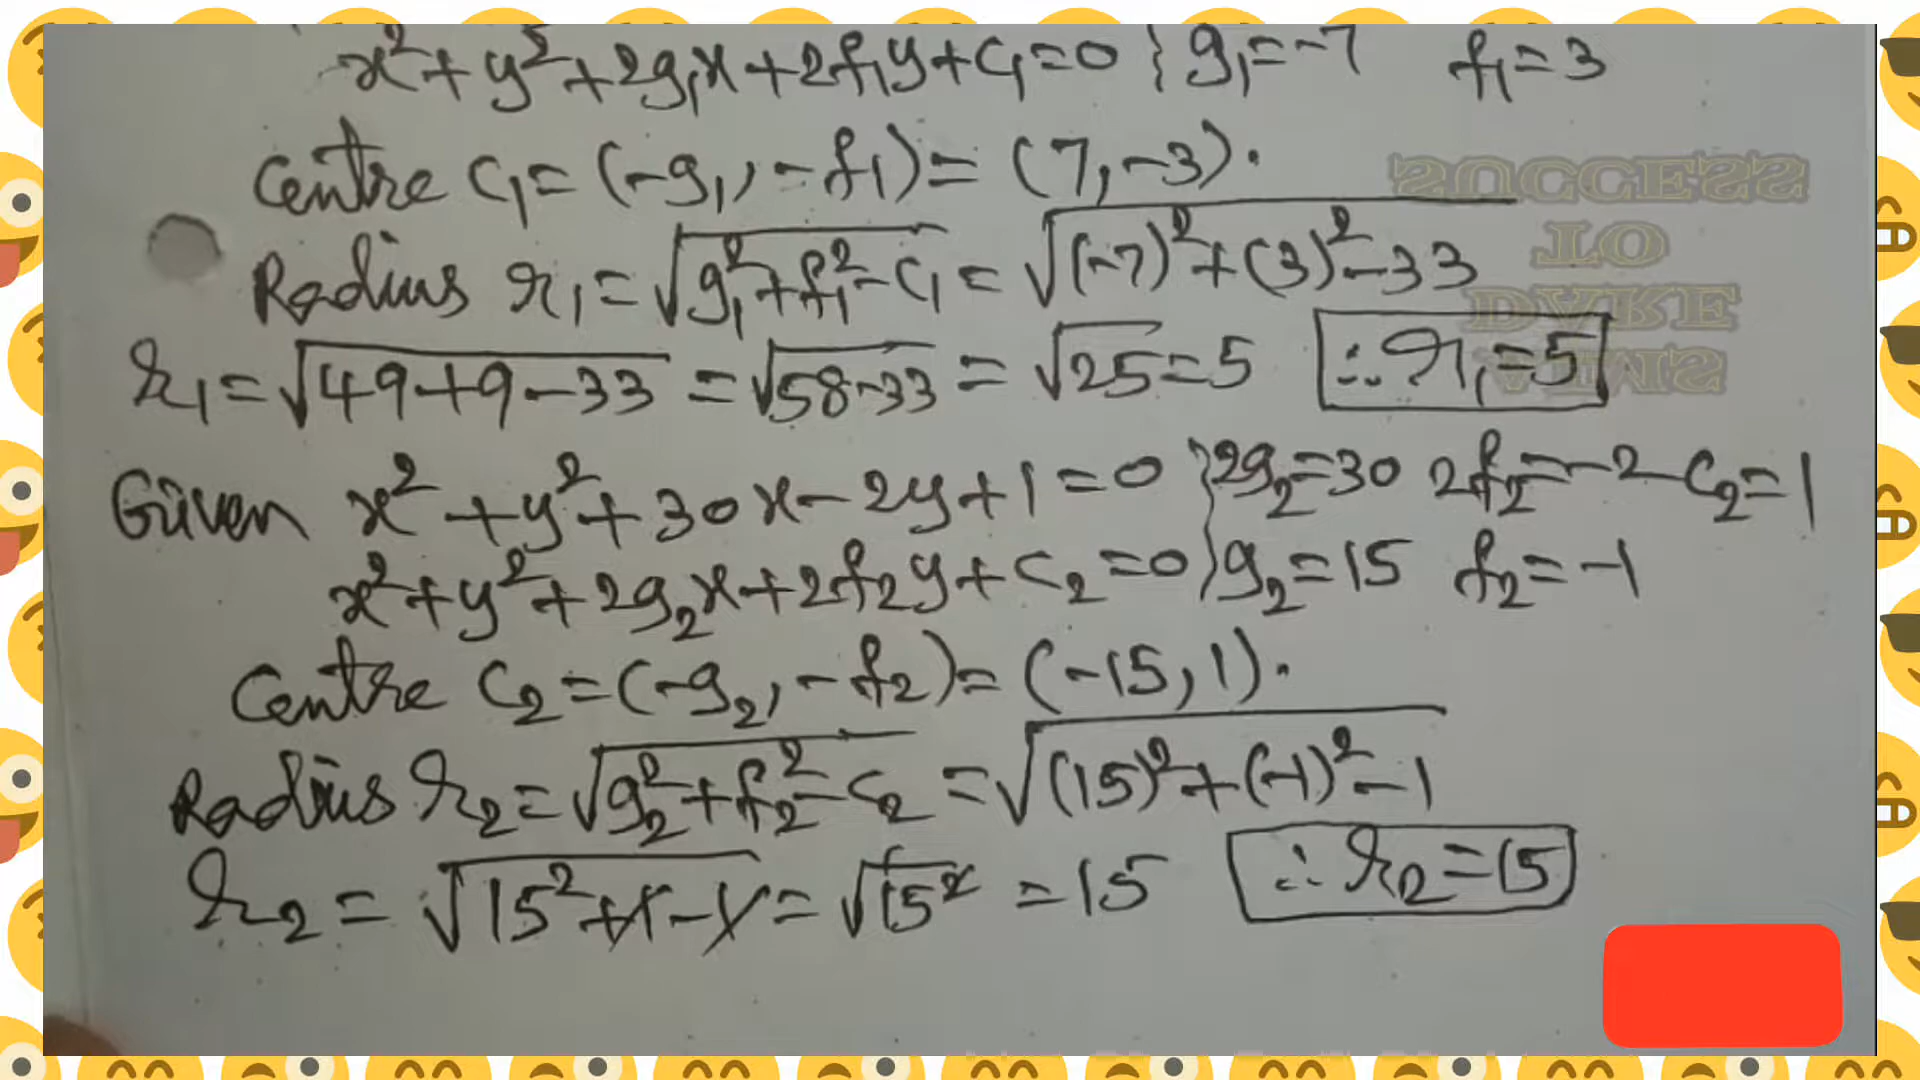 x²+y²+2g₁x+2f₁y+c₁=0 } g₁=-7 f₁=3
Centre C₁=(-g₁,-f₁)=(7,-3).
Radius r₁=√(g₁²+f₁²-c₁)=√((-7)²+(3)²-33)
r₁=√(49+9-33)=√(58-33)=√25=5 ∴r₁=5
Given x²+y²+30x-2y+1=0 } 2g₂=30 2f₂=-2 c₂=1
x²+y²+2g₂x+2f₂y+c₂=0 } g₂=15 f₂=-1
Centre C₂=(-g₂,-f₂)=(-15,1).
Radius r₂=√(g₂²+f₂²-c₂)=√((15)²+(-1)²-1)
r₂=√(15²+1-1)=√(15²)=15 ∴r₂=15
SUCCESS
TO